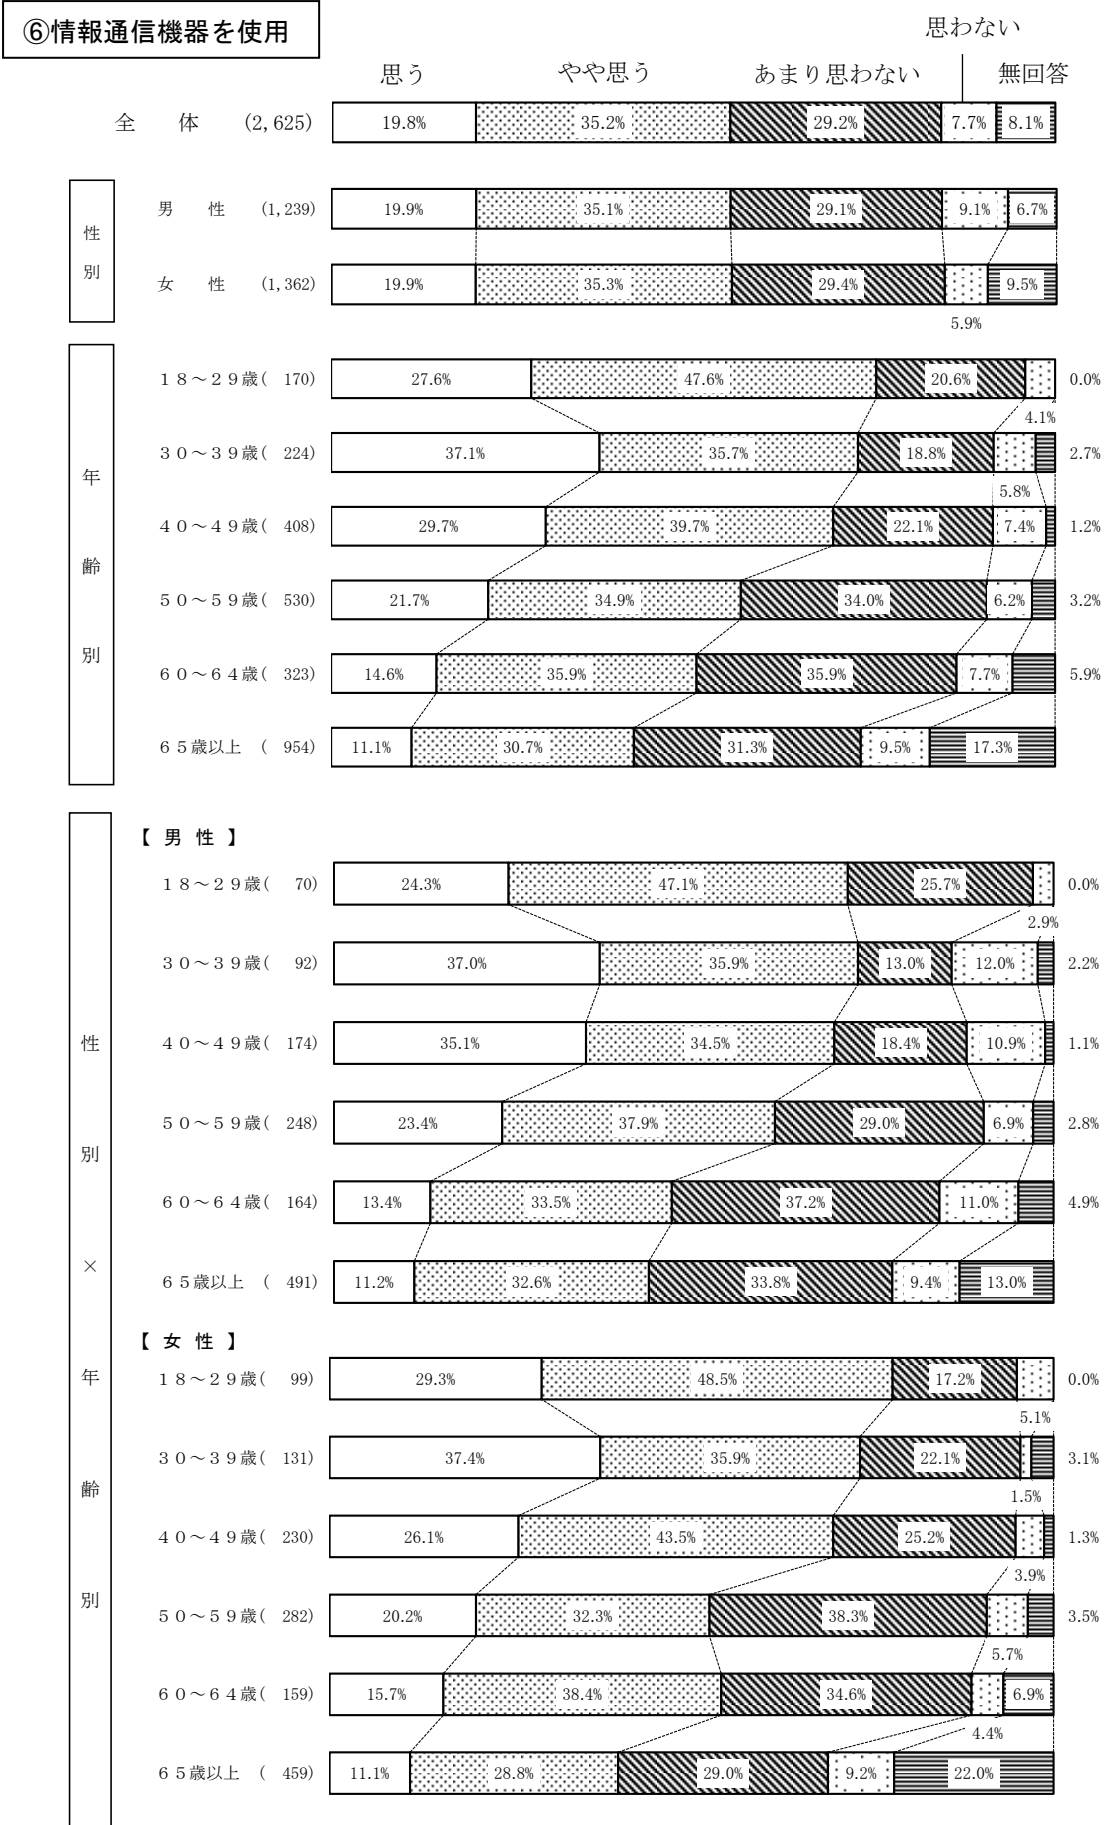 ⑥情報通信機器を使用
思わない
思う　やや思う　あまり思わない　無回答
全　体　(2,625)　19.8%　35.2%　29.2%　7.7%　8.1%
性別
男　性　(1,239)　19.9%　35.1%　29.1%　9.1%　6.7%
女　性　(1,362)　19.9%　35.3%　29.4%　9.5%
5.9%
年齢別
１８～２９歳(　170)　27.6%　47.6%　20.6%　0.0%
4.1%
３０～３９歳(　224)　37.1%　35.7%　18.8%　2.7%
5.8%
４０～４９歳(　408)　29.7%　39.7%　22.1%　7.4%　1.2%
５０～５９歳(　530)　21.7%　34.9%　34.0%　6.2%　3.2%
６０～６４歳(　323)　14.6%　35.9%　35.9%　7.7%　5.9%
６５歳以上　(　954)　11.1%　30.7%　31.3%　9.5%　17.3%
性別×年齢別
【男性】
１８～２９歳(　70)　24.3%　47.1%　25.7%　0.0%
2.9%
３０～３９歳(　92)　37.0%　35.9%　13.0%　12.0%　2.2%
４０～４９歳(　174)　35.1%　34.5%　18.4%　10.9%　1.1%
５０～５９歳(　248)　23.4%　37.9%　29.0%　6.9%　2.8%
６０～６４歳(　164)　13.4%　33.5%　37.2%　11.0%　4.9%
６５歳以上　(　491)　11.2%　32.6%　33.8%　9.4%　13.0%
【女性】
１８～２９歳(　99)　29.3%　48.5%　17.2%　0.0%
5.1%
３０～３９歳(　131)　37.4%　35.9%　22.1%　3.1%
1.5%
４０～４９歳(　230)　26.1%　43.5%　25.2%　1.3%
3.9%
５０～５９歳(　282)　20.2%　32.3%　38.3%　3.5%
5.7%
６０～６４歳(　159)　15.7%　38.4%　34.6%　6.9%
4.4%
６５歳以上　(　459)　11.1%　28.8%　29.0%　9.2%　22.0%